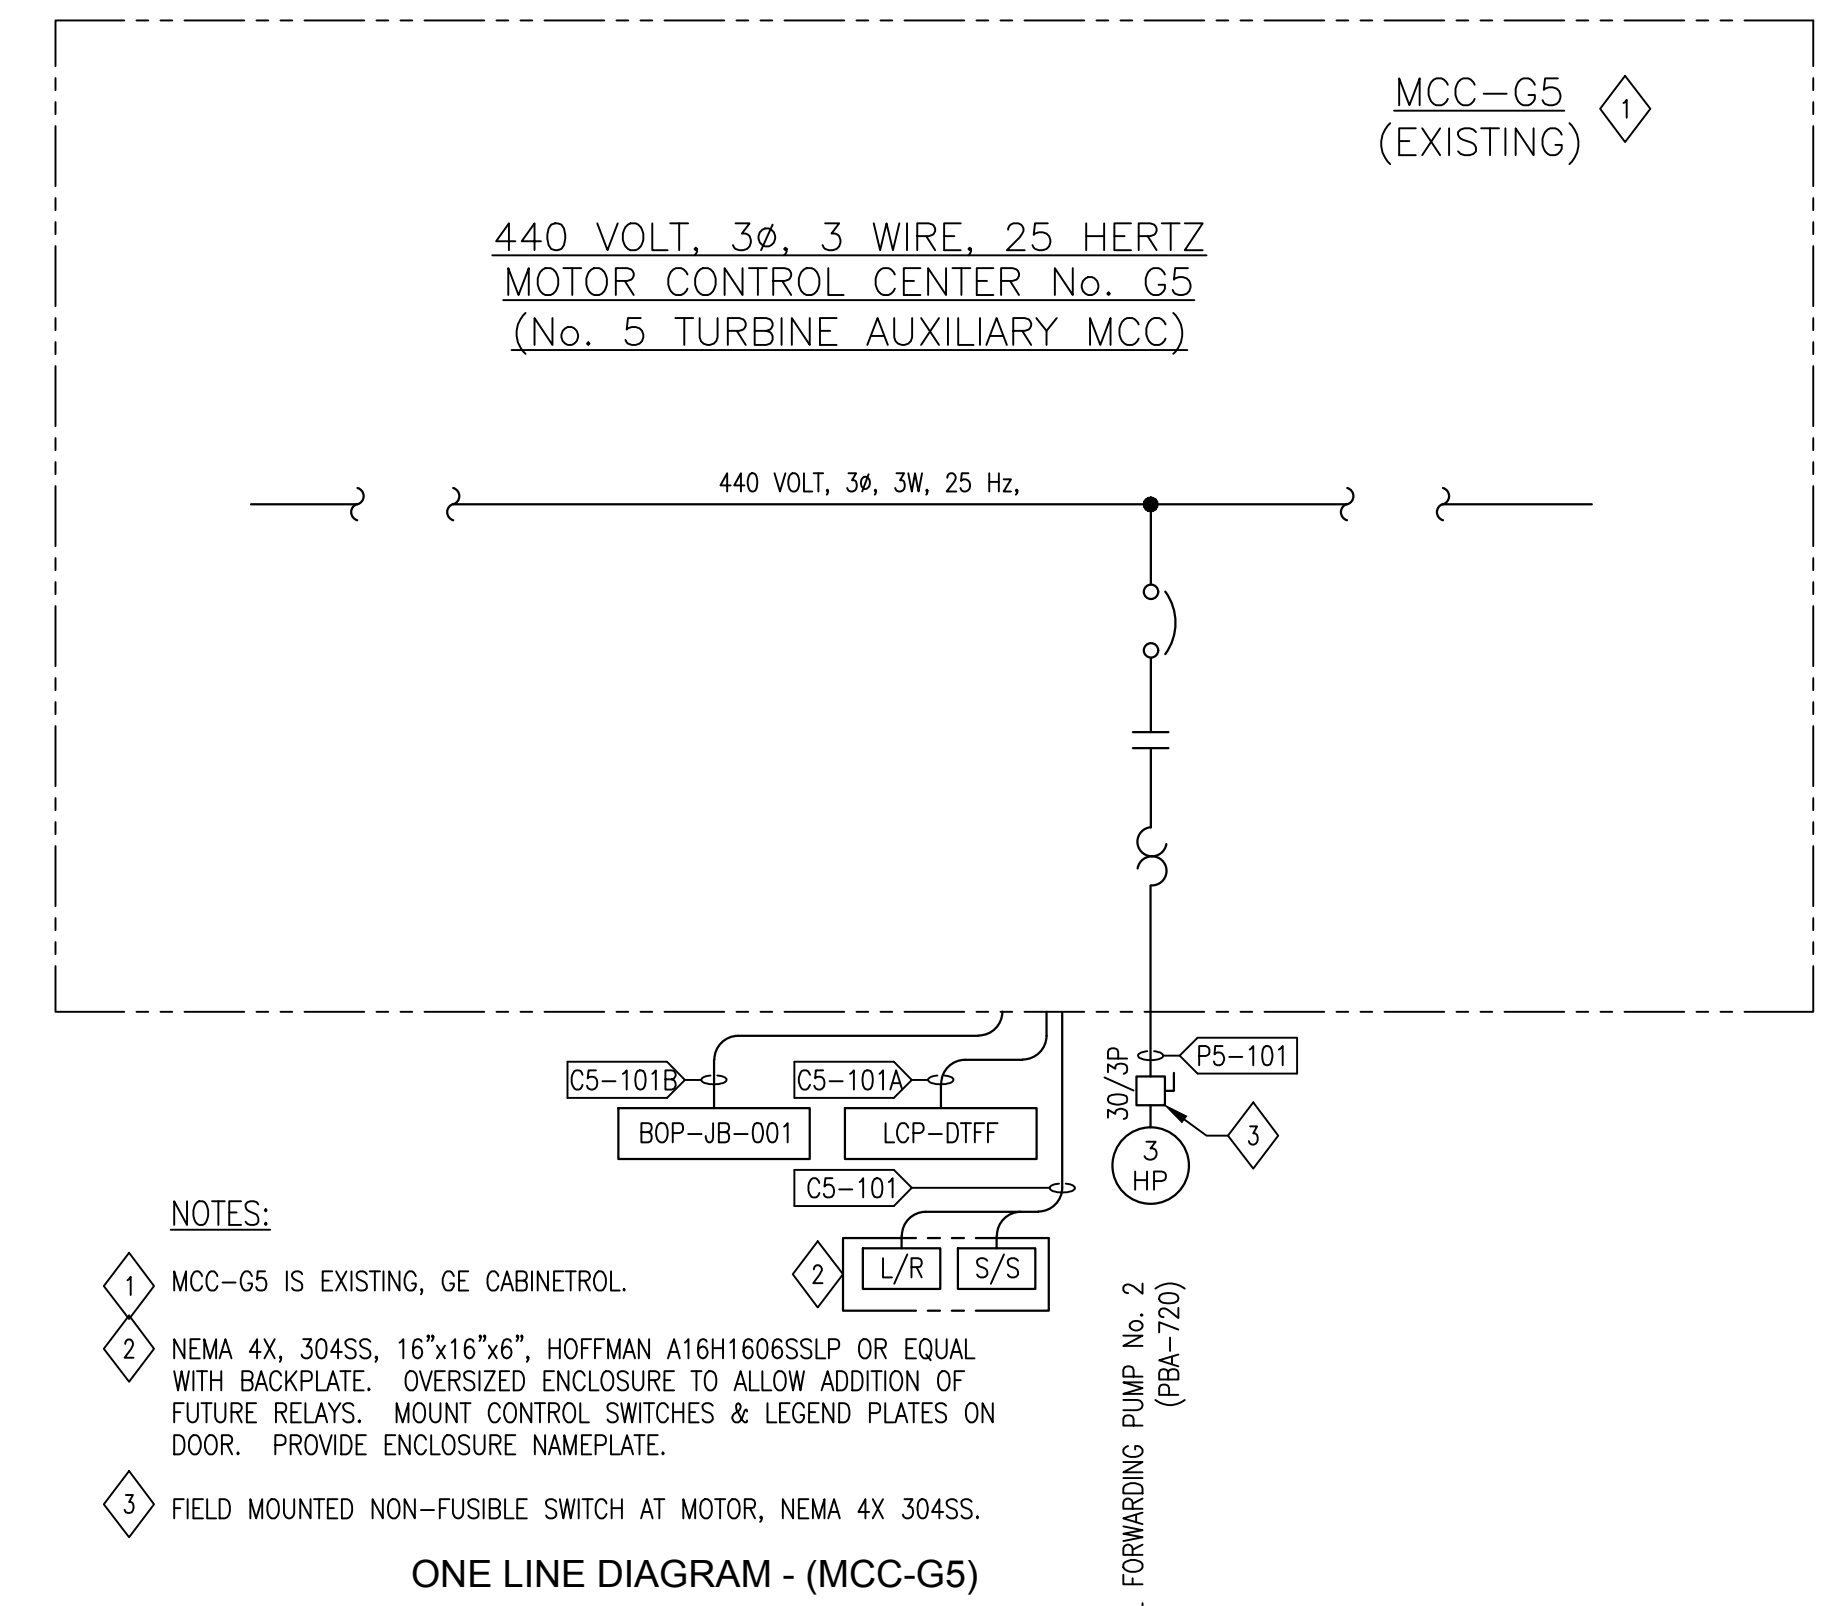 MCC-G5
(EXISTING)
1
440 VOLT, 3ø, 3 WIRE, 25 HERTZ
MOTOR CONTROL CENTER No. G5
(No. 5 TURBINE AUXILIARY MCC)
440 VOLT, 3ø, 3W, 25 Hz,
C5-101B
C5-101A
P5-101
30/3P
BOP-JB-001
LCP-DTFF
3
3
HP
C5-101
2
L/R
S/S
FORWARDING PUMP No. 2
(PBA-720)
NOTES:
1 MCC-G5 IS EXISTING, GE CABINETROL.
2 NEMA 4X, 304SS, 16"x16"x6", HOFFMAN A16H1606SSLP OR EQUAL
WITH BACKPLATE. OVERSIZED ENCLOSURE TO ALLOW ADDITION OF
FUTURE RELAYS. MOUNT CONTROL SWITCHES & LEGEND PLATES ON
DOOR. PROVIDE ENCLOSURE NAMEPLATE.
3 FIELD MOUNTED NON-FUSIBLE SWITCH AT MOTOR, NEMA 4X 304SS.
ONE LINE DIAGRAM - (MCC-G5)